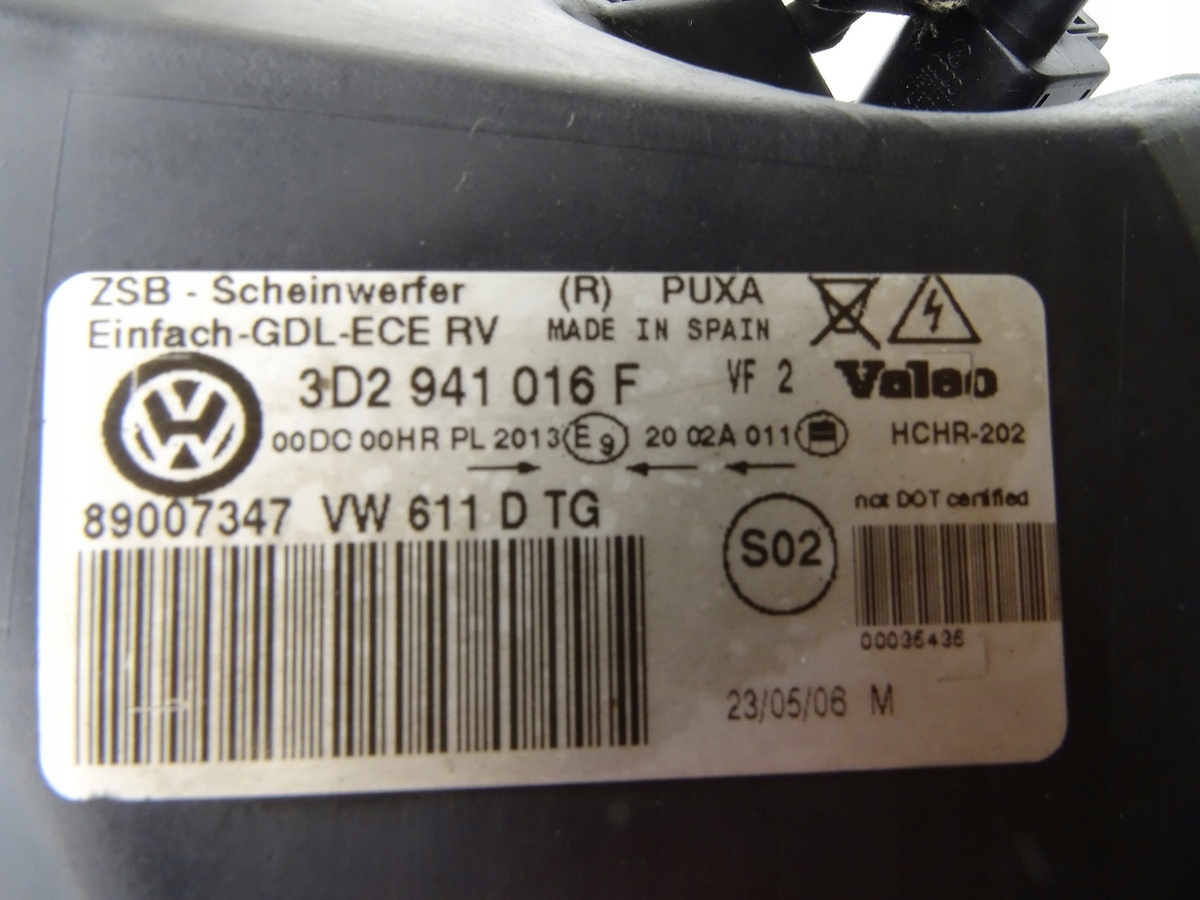 ZSB - Scheinwerfer (R) PUXA
Einfach-GDL-ECE RV MADE IN SPAIN
3D2 941 016 F VF 2 Valeo
00DC 00HR PL 2013 E9 20 02A 011 HCHR-202
89007347 VW 611 D TG
not DOT certified
S02
00036436
23/05/06 M